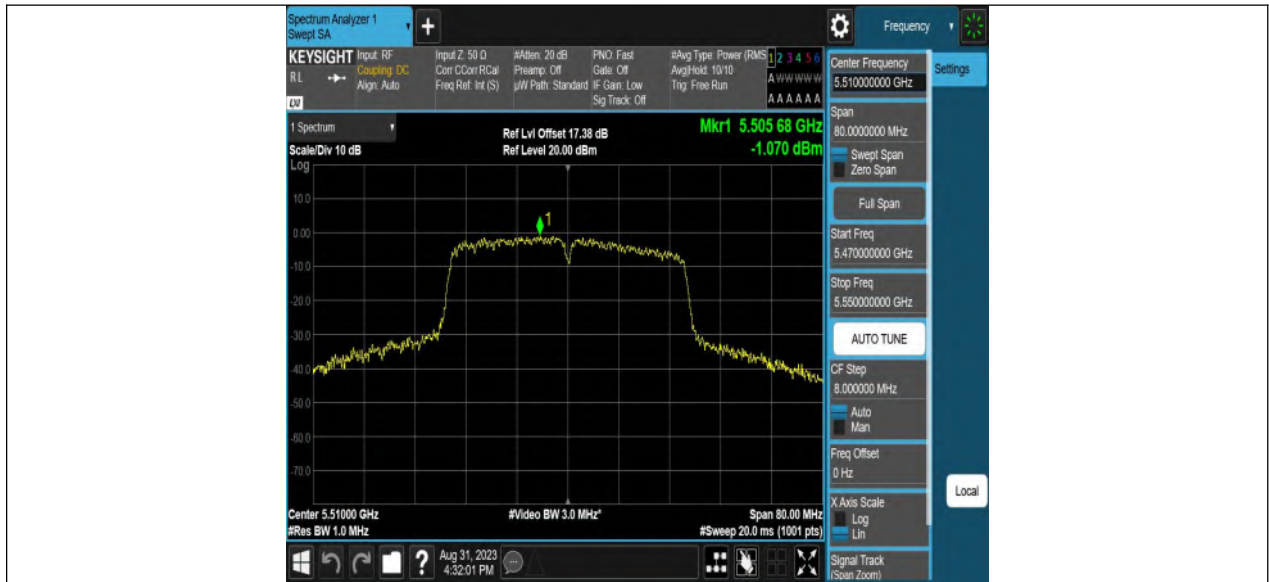 Spectrum Analyzer 1
Swept SA
+
Frequency
KEYSIGHT
RL
LXI
Input: RF
Coupling: DC
Align: Auto
Input Z: 50 Ω
Corr CCorr RCal
Freq Ref: Int (S)
#Atten: 20 dB
Preamp: Off
µW Path: Standard
PNO: Fast
Gate: Off
IF Gain: Low
Sig Track: Off
#Avg Type: Power (RMS
Avg|Hold: 10/10
Trig: Free Run
1 2 3 4 5 6
A W W W W W
A A A A A A
1 Spectrum
Scale/Div 10 dB
Log
Ref Lvl Offset 17.38 dB
Ref Level 20.00 dBm
Mkr1 5.505 68 GHz
-1.070 dBm
10.0
0.00
-10.0
-20.0
-30.0
-40.0
-50.0
-60.0
-70.0
1
Center 5.51000 GHz
#Res BW 1.0 MHz
#Video BW 3.0 MHz*
Span 80.00 MHz
#Sweep 20.0 ms (1001 pts)
?
Aug 31, 2023
4:32:01 PM
Center Frequency
5.510000000 GHz
Settings
Span
80.0000000 MHz
Swept Span
Zero Span
Full Span
Start Freq
5.470000000 GHz
Stop Freq
5.550000000 GHz
AUTO TUNE
CF Step
8.000000 MHz
Auto
Man
Freq Offset
0 Hz
X Axis Scale
Log
Lin
Local
Signal Track
(Span Zoom)